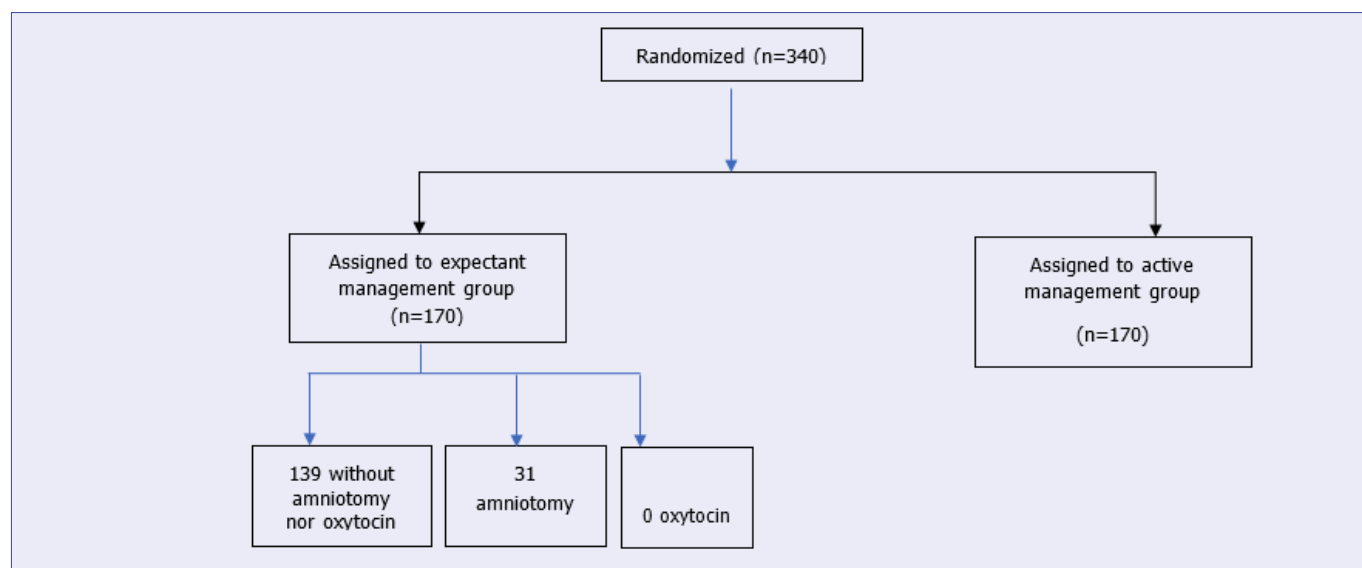 Randomized (n=340)
Assigned to expectant
management group
(n=170)
Assigned to active
management group
(n=170)
139 without
amniotomy
nor oxytocin
31
amniotomy
0 oxytocin